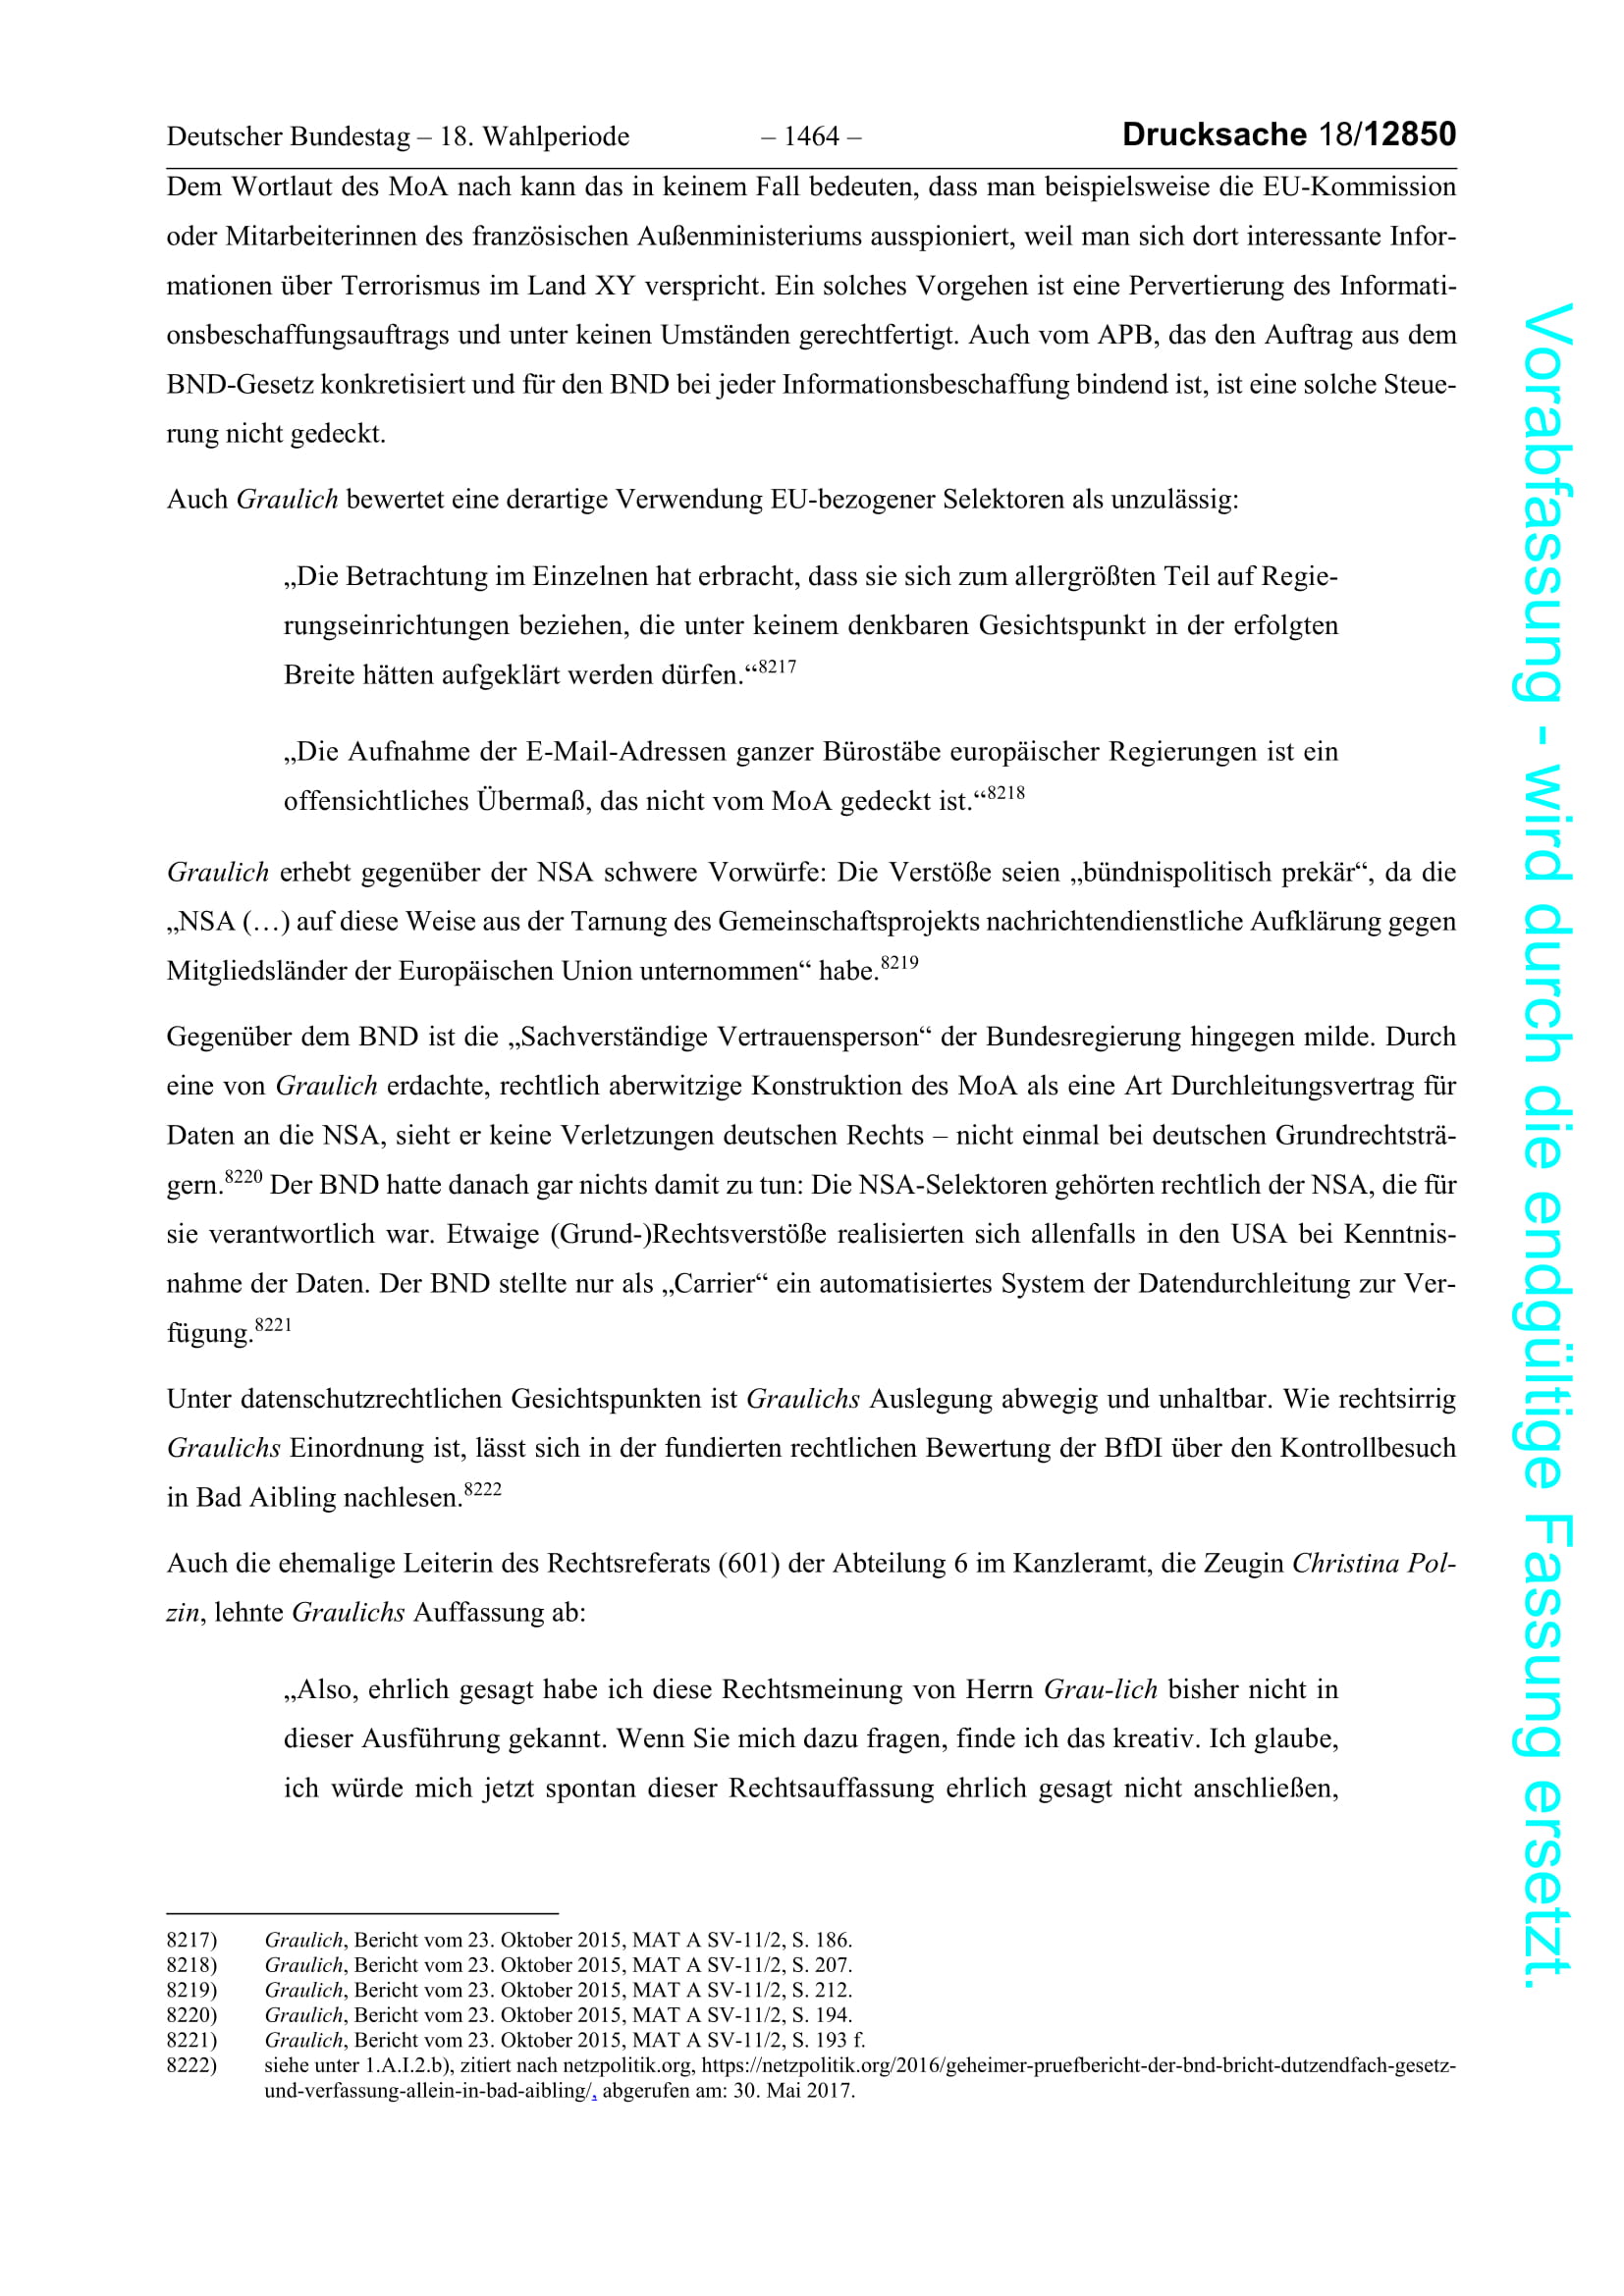 Deutscher Bundestag – 18. Wahlperiode – 1464 – Drucksache 18/12850
Dem Wortlaut des MoA nach kann das in keinem Fall bedeuten, dass man beispielsweise die EU-Kommission
oder Mitarbeiterinnen des französischen Außenministeriums ausspioniert, weil man sich dort interessante Infor-
mationen über Terrorismus im Land XY verspricht. Ein solches Vorgehen ist eine Pervertierung des Informati-
onsbeschaffungsauftrags und unter keinen Umständen gerechtfertigt. Auch vom APB, das den Auftrag aus dem
BND-Gesetz konkretisiert und für den BND bei jeder Informationsbeschaffung bindend ist, ist eine solche Steue-
rung nicht gedeckt.
Auch Graulich bewertet eine derartige Verwendung EU-bezogener Selektoren als unzulässig:
„Die Betrachtung im Einzelnen hat erbracht, dass sie sich zum allergrößten Teil auf Regie-
rungseinrichtungen beziehen, die unter keinem denkbaren Gesichtspunkt in der erfolgten
Breite hätten aufgeklärt werden dürfen.“8217
„Die Aufnahme der E-Mail-Adressen ganzer Bürostäbe europäischer Regierungen ist ein
offensichtliches Übermaß, das nicht vom MoA gedeckt ist.“8218
Graulich erhebt gegenüber der NSA schwere Vorwürfe: Die Verstöße seien „bündnispolitisch prekär“, da die
„NSA (…) auf diese Weise aus der Tarnung des Gemeinschaftsprojekts nachrichtendienstliche Aufklärung gegen
Mitgliedsländer der Europäischen Union unternommen“ habe.8219
Gegenüber dem BND ist die „Sachverständige Vertrauensperson“ der Bundesregierung hingegen milde. Durch
eine von Graulich erdachte, rechtlich aberwitzige Konstruktion des MoA als eine Art Durchleitungsvertrag für
Daten an die NSA, sieht er keine Verletzungen deutschen Rechts – nicht einmal bei deutschen Grundrechtsträ-
gern.8220 Der BND hatte danach gar nichts damit zu tun: Die NSA-Selektoren gehörten rechtlich der NSA, die für
sie verantwortlich war. Etwaige (Grund-)Rechtsverstöße realisierten sich allenfalls in den USA bei Kenntnis-
nahme der Daten. Der BND stellte nur als „Carrier“ ein automatisiertes System der Datendurchleitung zur Ver-
fügung.8221
Unter datenschutzrechtlichen Gesichtspunkten ist Graulichs Auslegung abwegig und unhaltbar. Wie rechtsirrig
Graulichs Einordnung ist, lässt sich in der fundierten rechtlichen Bewertung der BfDI über den Kontrollbesuch
in Bad Aibling nachlesen.8222
Auch die ehemalige Leiterin des Rechtsreferats (601) der Abteilung 6 im Kanzleramt, die Zeugin Christina Pol-
zin, lehnte Graulichs Auffassung ab:
„Also, ehrlich gesagt habe ich diese Rechtsmeinung von Herrn Grau-lich bisher nicht in
dieser Ausführung gekannt. Wenn Sie mich dazu fragen, finde ich das kreativ. Ich glaube,
ich würde mich jetzt spontan dieser Rechtsauffassung ehrlich gesagt nicht anschließen,
8217) Graulich, Bericht vom 23. Oktober 2015, MAT A SV-11/2, S. 186.
8218) Graulich, Bericht vom 23. Oktober 2015, MAT A SV-11/2, S. 207.
8219) Graulich, Bericht vom 23. Oktober 2015, MAT A SV-11/2, S. 212.
8220) Graulich, Bericht vom 23. Oktober 2015, MAT A SV-11/2, S. 194.
8221) Graulich, Bericht vom 23. Oktober 2015, MAT A SV-11/2, S. 193 f.
8222) siehe unter 1.A.I.2.b), zitiert nach netzpolitik.org, https://netzpolitik.org/2016/geheimer-pruefbericht-der-bnd-bricht-dutzendfach-gesetz-
und-verfassung-allein-in-bad-aibling/, abgerufen am: 30. Mai 2017.
Vorabfassung - wird durch die endgültige Fassung ersetzt.